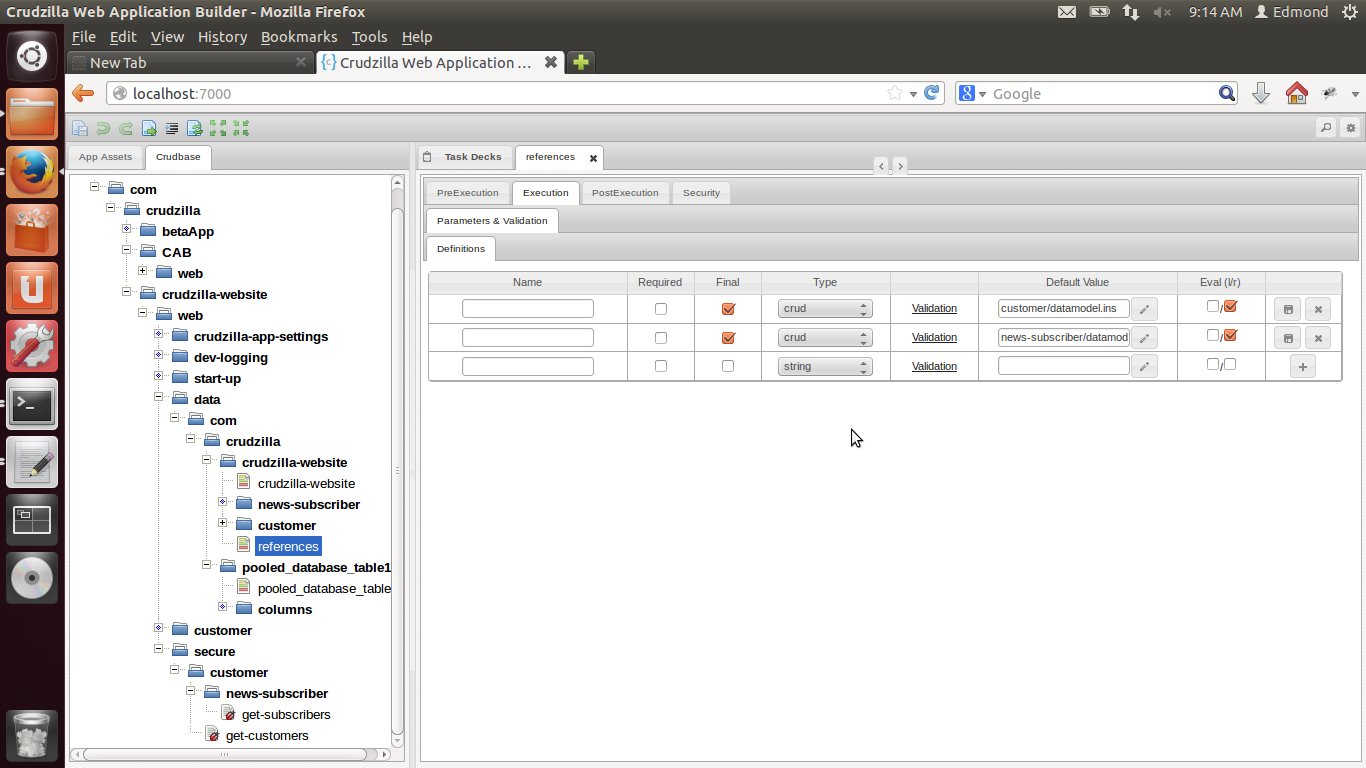 Crudzilla Web Application Builder - Mozilla Firefox
9:14 AM Edmond
File Edit View History Bookmarks Tools Help
New Tab
{c} Crudzilla Web Application ...
localhost:7000
Google
App Assets
Crudbase
Task Decks
references
com
crudzilla
betaApp
CAB
web
crudzilla-website
web
crudzilla-app-settings
dev-logging
start-up
data
com
crudzilla
crudzilla-website
crudzilla-website
news-subscriber
customer
references
pooled_database_table1
pooled_database_table
columns
customer
secure
customer
news-subscriber
get-subscribers
get-customers
PreExecution Execution PostExecution Security
Parameters & Validation
Definitions
Name Required Final Type Default Value Eval (l/r)
crud Validation customer/datamodel.ins /
crud Validation news-subscriber/datamod /
string Validation /